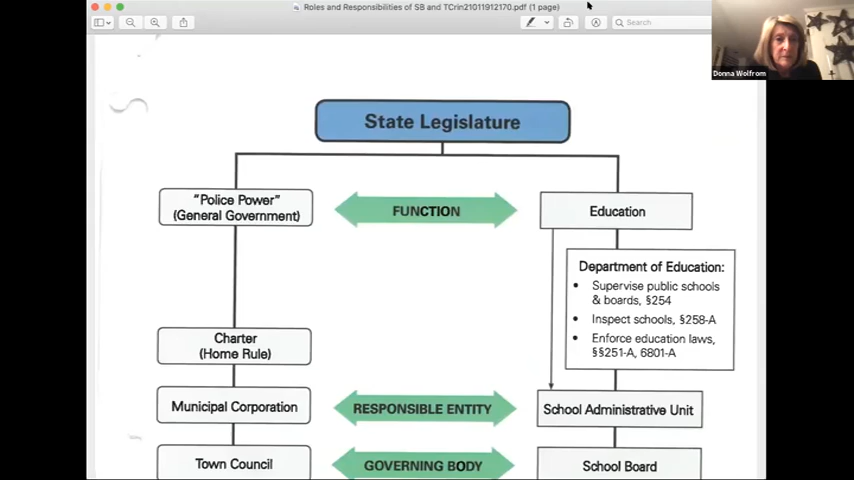 Roles and Responsibilities of SB and TCrin21011912170.pdf (1 page)
Search
Donna Wolfrom
State Legislature
"Police Power"
(General Government)
FUNCTION
Education
Department of Education:
• Supervise public schools
& boards, §254
• Inspect schools, §258-A
• Enforce education laws,
§§251-A, 6801-A
Charter
(Home Rule)
Municipal Corporation
RESPONSIBLE ENTITY
School Administrative Unit
Town Council
GOVERNING BODY
School Board